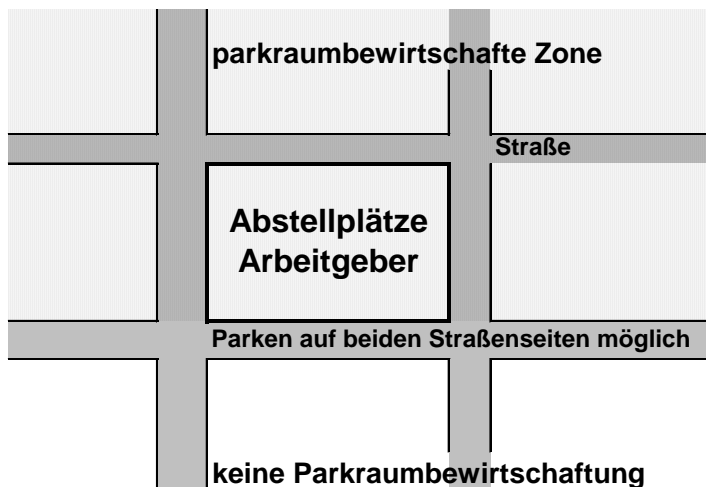 parkraumbewirtschafte Zone
Straße
Abstellplätze
Arbeitgeber
Parken auf beiden Straßenseiten möglich
keine Parkraumbewirtschaftung